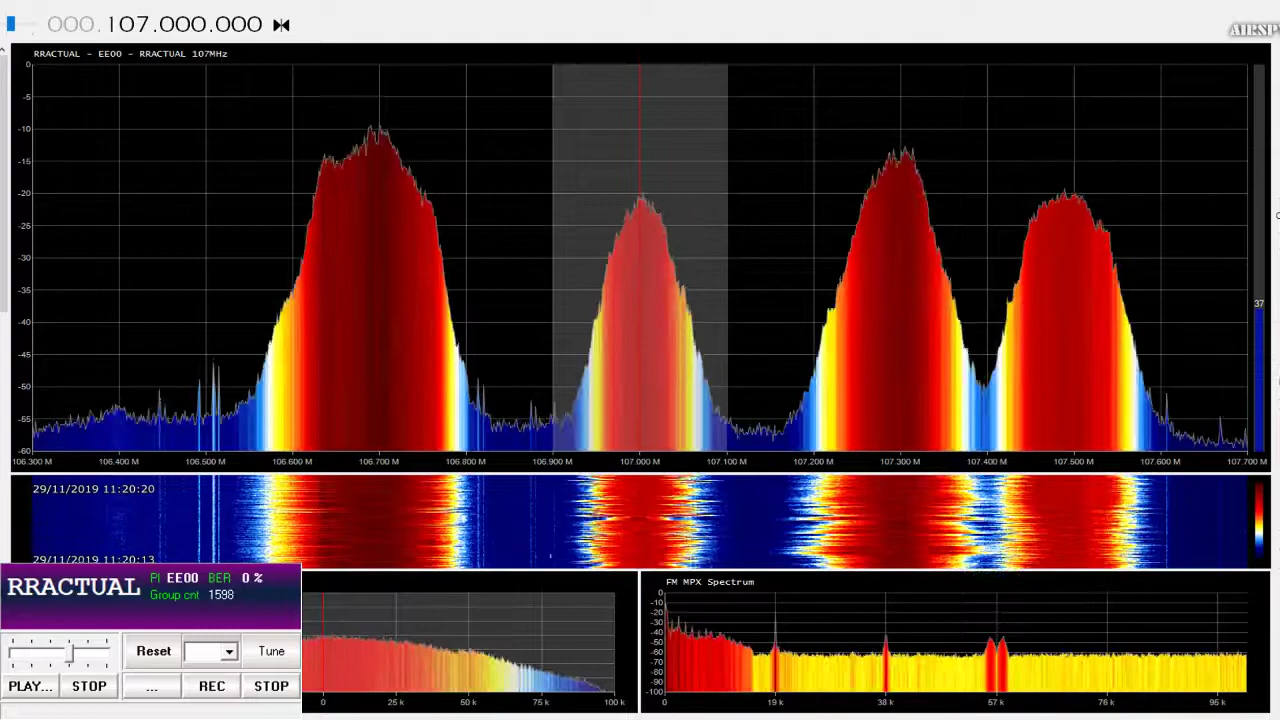 000.107.000.000
AIRSPY
RRACTUAL - EE00 - RRACTUAL 107MHz
0
-5
-10
-15
-20
-25
-30
-35
-40
-45
-50
-55
-60
37
106.300 M 106.400 M 106.500 M 106.600 M 106.700 M 106.800 M 106.900 M 107.000 M 107.100 M 107.200 M 107.300 M 107.400 M 107.500 M 107.600 M 107.700 M
29/11/2019 11:20:20
29/11/2019 11:20:13
RRACTUAL
PI EE00 BER 0 %
Group cnt 1598
Reset Tune
PLAY... STOP ... REC STOP
0 25 k 50 k 75 k 100 k
FM MPX Spectrum
0
-10
-20
-30
-40
-50
-60
-70
-80
-90
-100
0 19 k 38 k 57 k 76 k 95 k